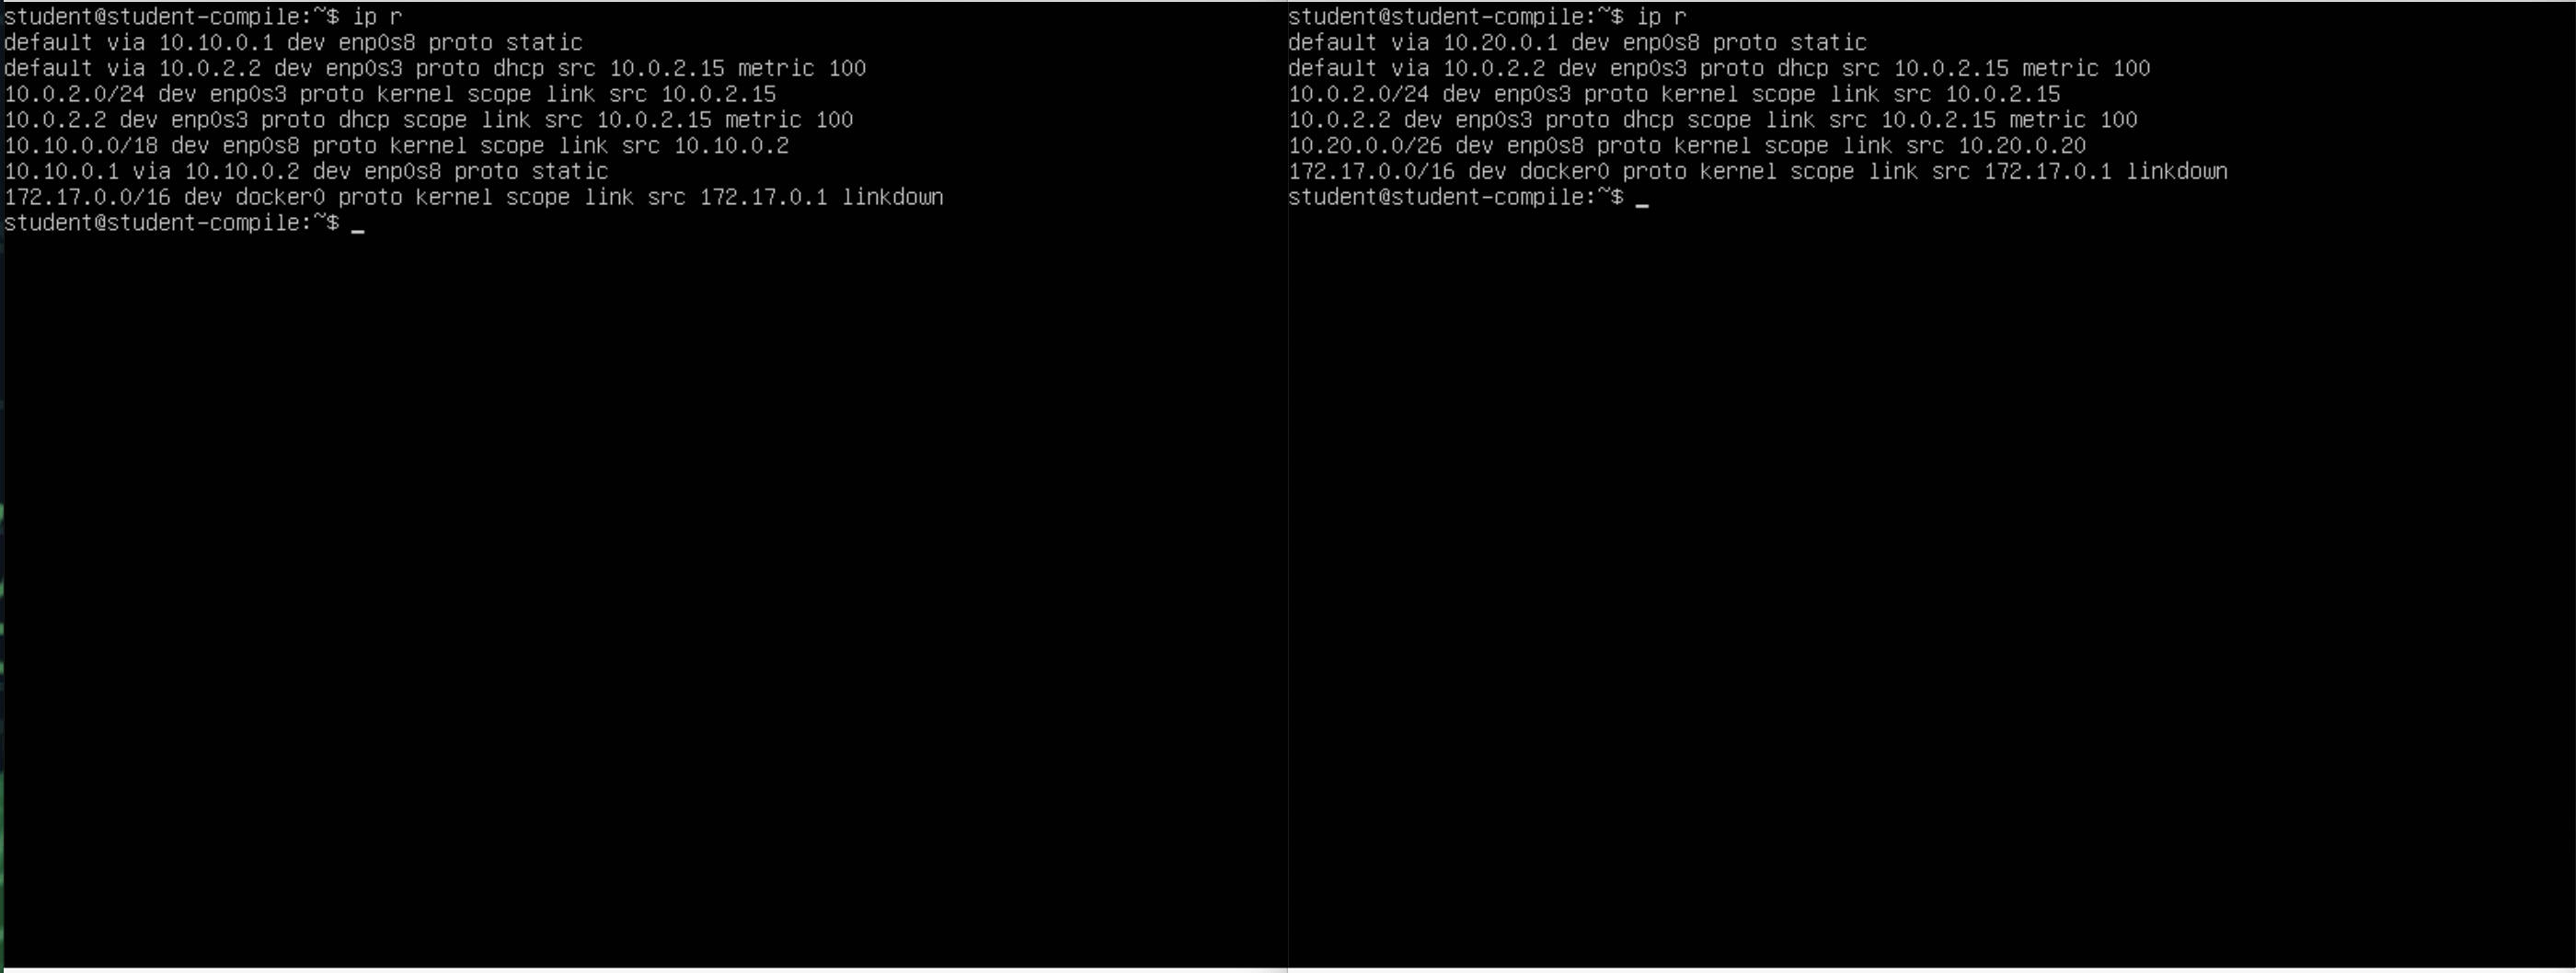 student@student-compile:~$ ip r
default via 10.10.0.1 dev enp0s8 proto static
default via 10.0.2.2 dev enp0s3 proto dhcp src 10.0.2.15 metric 100
10.0.2.0/24 dev enp0s3 proto kernel scope link src 10.0.2.15
10.0.2.2 dev enp0s3 proto dhcp scope link src 10.0.2.15 metric 100
10.10.0.0/18 dev enp0s8 proto kernel scope link src 10.10.0.2
10.10.0.1 via 10.10.0.2 dev enp0s8 proto static
172.17.0.0/16 dev docker0 proto kernel scope link src 172.17.0.1 linkdown
student@student-compile:~$ _
student@student-compile:~$ ip r
default via 10.20.0.1 dev enp0s8 proto static
default via 10.0.2.2 dev enp0s3 proto dhcp src 10.0.2.15 metric 100
10.0.2.0/24 dev enp0s3 proto kernel scope link src 10.0.2.15
10.0.2.2 dev enp0s3 proto dhcp scope link src 10.0.2.15 metric 100
10.20.0.0/26 dev enp0s8 proto kernel scope link src 10.20.0.20
172.17.0.0/16 dev docker0 proto kernel scope link src 172.17.0.1 linkdown
student@student-compile:~$ _